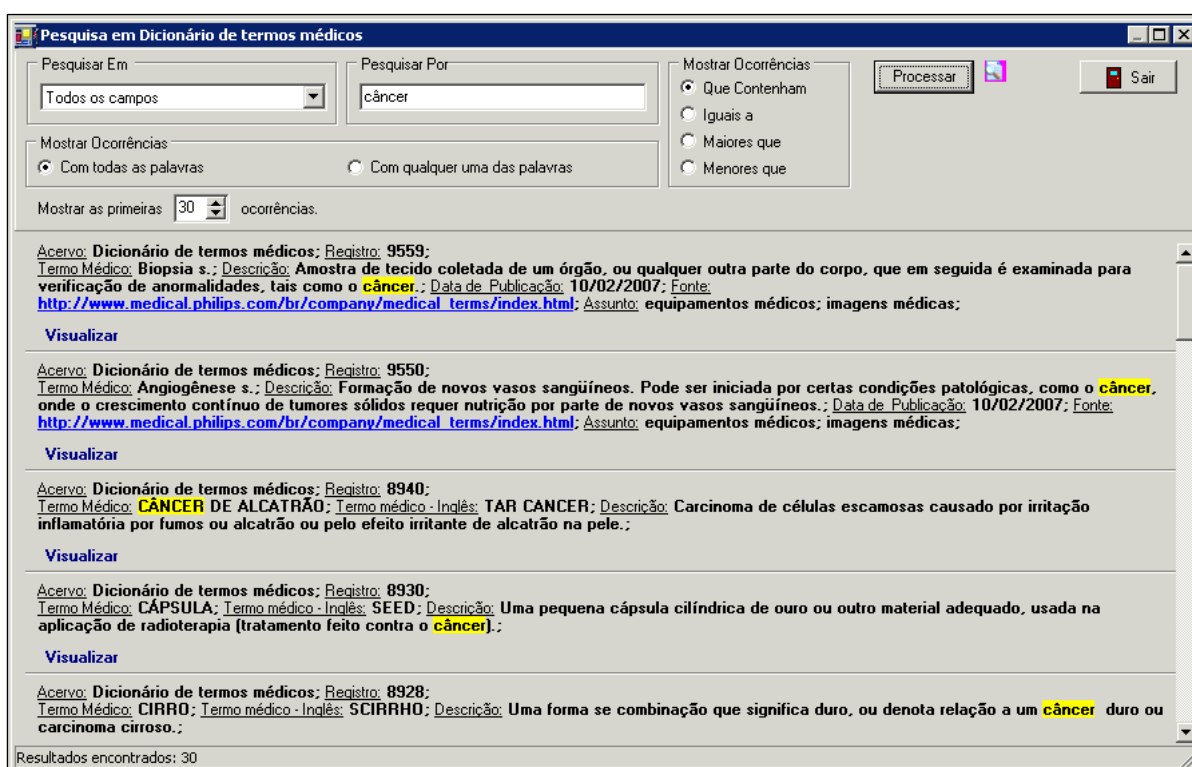 Pesquisa em Dicionário de termos médicos
Pesquisar Em
Pesquisar Por
Mostrar Ocorrências
Todos os campos
câncer
Que Contenham
Processar
Sair
Iguais a
Mostrar Ocorrências
Maiores que
Com todas as palavras
Com qualquer uma das palavras
Menores que
Mostrar as primeiras 30 ocorrências.
Acervo: Dicionário de termos médicos; Registro: 9559;
Termo Médico: Biopsia s.; Descrição: Amostra de tecido coletada de um órgão, ou qualquer outra parte do corpo, que em seguida é examinada para
verificação de anormalidades, tais como o câncer.; Data de Publicação: 10/02/2007; Fonte:
http://www.medical.philips.com/br/company/medical_terms/index.html; Assunto: equipamentos médicos; imagens médicas;
Visualizar
Acervo: Dicionário de termos médicos; Registro: 9550;
Termo Médico: Angiogênese s.; Descrição: Formação de novos vasos sangüíneos. Pode ser iniciada por certas condições patológicas, como o câncer,
onde o crescimento contínuo de tumores sólidos requer nutrição por parte de novos vasos sangüíneos.; Data de Publicação: 10/02/2007; Fonte:
http://www.medical.philips.com/br/company/medical_terms/index.html; Assunto: equipamentos médicos; imagens médicas;
Visualizar
Acervo: Dicionário de termos médicos; Registro: 8940;
Termo Médico: CÂNCER DE ALCATRÃO; Termo médico - Inglês: TAR CANCER; Descrição: Carcinoma de células escamosas causado por irritação
inflamatória por fumos ou alcatrão ou pelo efeito irritante de alcatrão na pele.;
Visualizar
Acervo: Dicionário de termos médicos; Registro: 8930;
Termo Médico: CÁPSULA; Termo médico - Inglês: SEED; Descrição: Uma pequena cápsula cilíndrica de ouro ou outro material adequado, usada na
aplicação de radioterapia (tratamento feito contra o câncer).;
Visualizar
Acervo: Dicionário de termos médicos; Registro: 8928;
Termo Médico: CIRRO; Termo médico - Inglês: SCIRRHO; Descrição: Uma forma se combinação que significa duro, ou denota relação a um câncer duro ou
carcinoma cirroso.;
Resultados encontrados: 30